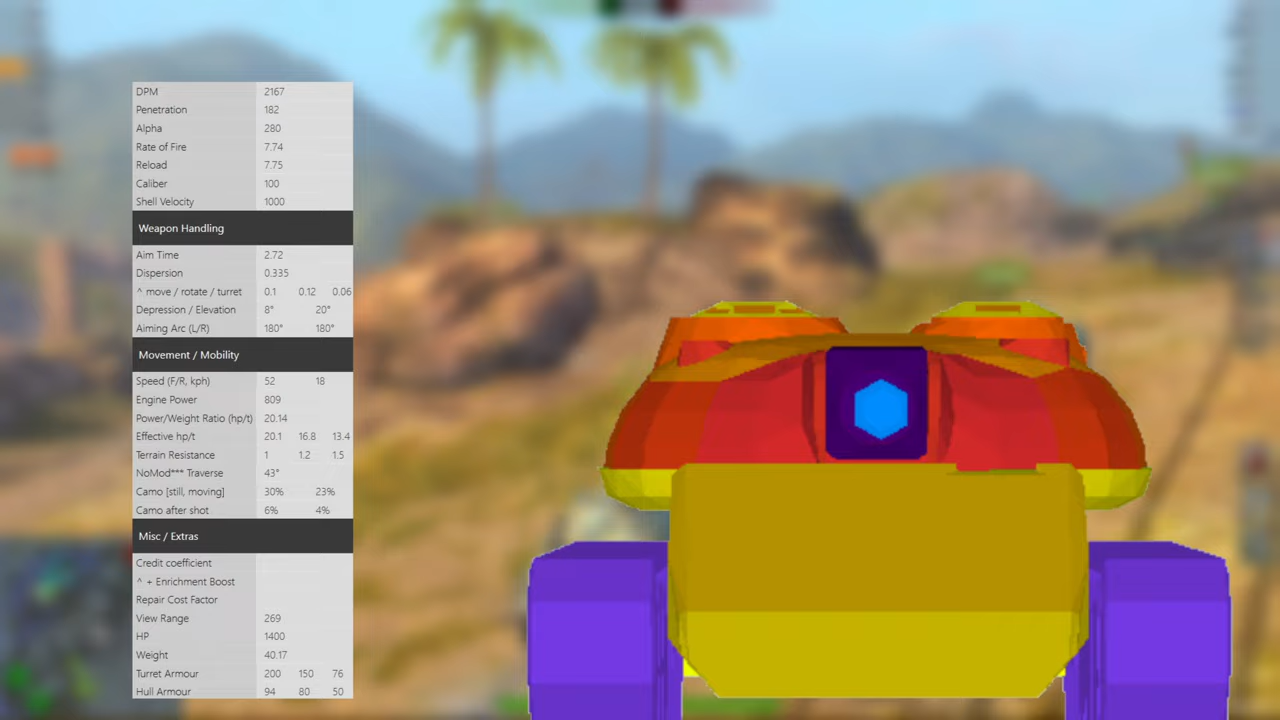 DPM 2167
Penetration 182
Alpha 280
Rate of Fire 7.74
Reload 7.75
Caliber 100
Shell Velocity 1000
Weapon Handling
Aim Time 2.72
Dispersion 0.335
^ move / rotate / turret 0.1 0.12 0.06
Depression / Elevation 8° 20°
Aiming Arc (L/R) 180° 180°
Movement / Mobility
Speed (F/R, kph) 52 18
Engine Power 809
Power/Weight Ratio (hp/t) 20.14
Effective hp/t 20.1 16.8 13.4
Terrain Resistance 1 1.2 1.5
NoMod*** Traverse 43°
Camo [still, moving] 30% 23%
Camo after shot 6% 4%
Misc / Extras
Credit coefficient
^ + Enrichment Boost
Repair Cost Factor
View Range 269
HP 1400
Weight 40.17
Turret Armour 200 150 76
Hull Armour 94 80 50